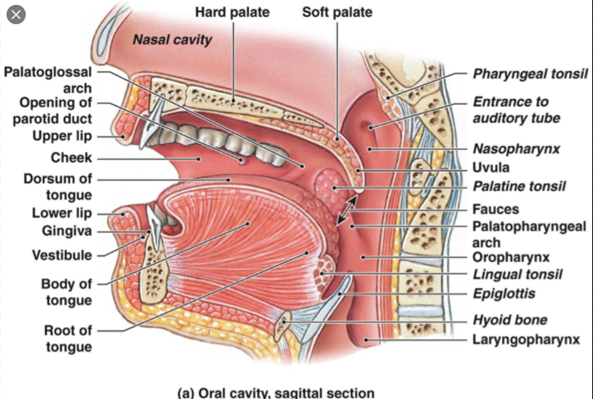 Hard palate
Soft palate
Nasal cavity
Palatoglossal
arch
Opening of
parotid duct
Upper lip
Cheek
Dorsum of
tongue
Lower lip
Gingiva
Vestibule
Body of
tongue
Root of
tongue
Pharyngeal tonsil
Entrance to
auditory tube
Nasopharynx
Uvula
Palatine tonsil
Fauces
Palatopharyngeal
arch
Oropharynx
Lingual tonsil
Epiglottis
Hyoid bone
Laryngopharynx
(a) Oral cavity, sagittal section